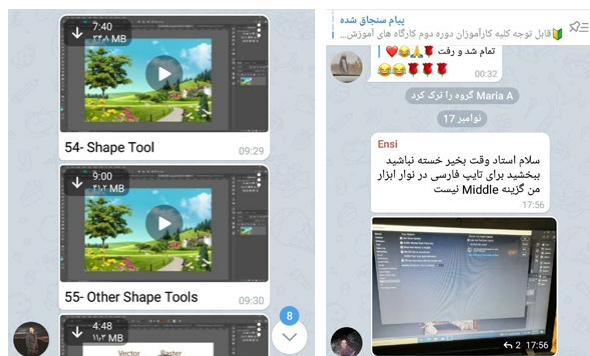 7:40
۳۴٫۸ MB
54- Shape Tool
09:29
9:00
۴۱٫۲ MB
55- Other Shape Tools
09:30
8
4:48
۱۱٫۳ MB
Vector
Raster
پیام سنجاق شده
قابل توجه کلیه کارآموزان دوره دوم کارگاه های آموزش...
تمام شد و رفت
00:32
Maria A گروه را ترک کرد
نوامبر 17
Ensi
سلام استاد وقت بخیر خسته نباشید
ببخشید برای تایپ فارسی در نوار ابزار
من گزینه Middle نیست
17:56
2 17:56